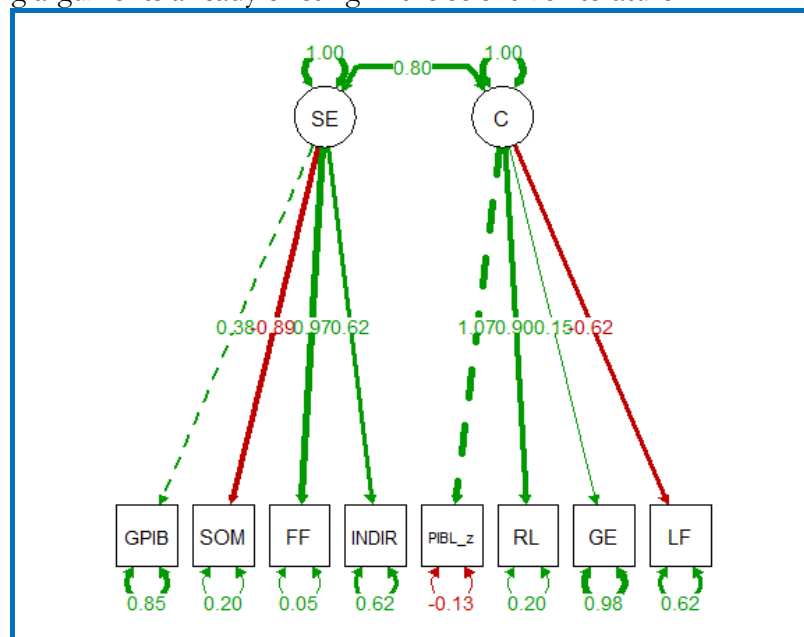 1.00 1.00
0.80
SE C
0.38 -0.89 0.97 0.62 1.07 0.90 0.15 -0.62
GPIB SOM FF INDIR PIBL_z RL GE LF
0.85 0.20 0.05 0.62 -0.13 0.20 0.98 0.62